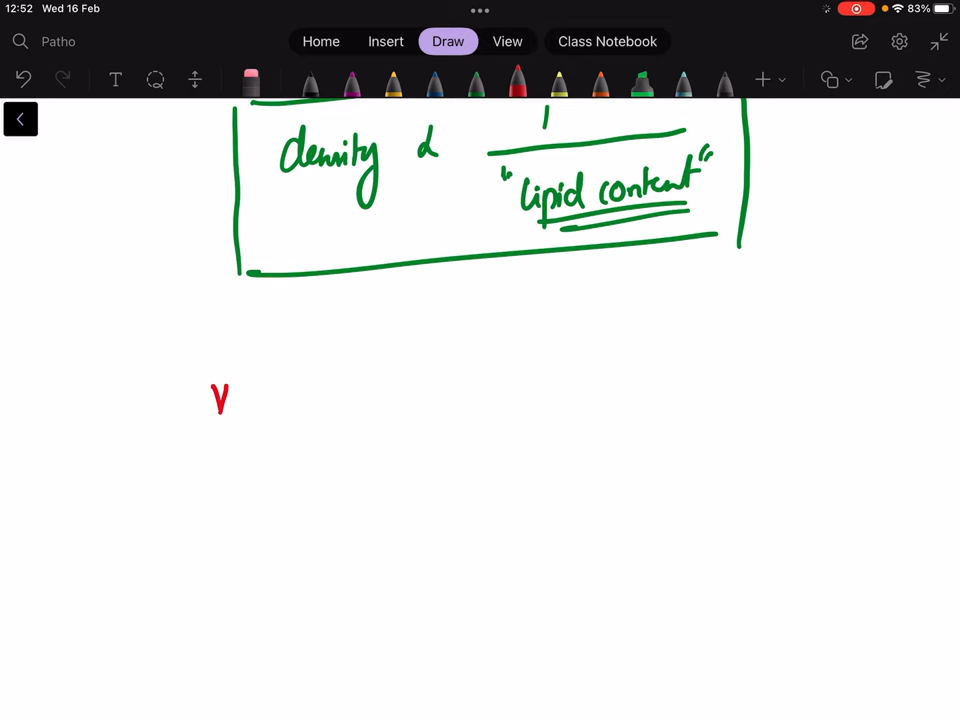 12:52 Wed 16 Feb 83%
Patho Home Insert Draw View Class Notebook
T
density α 1
"lipid content"
V